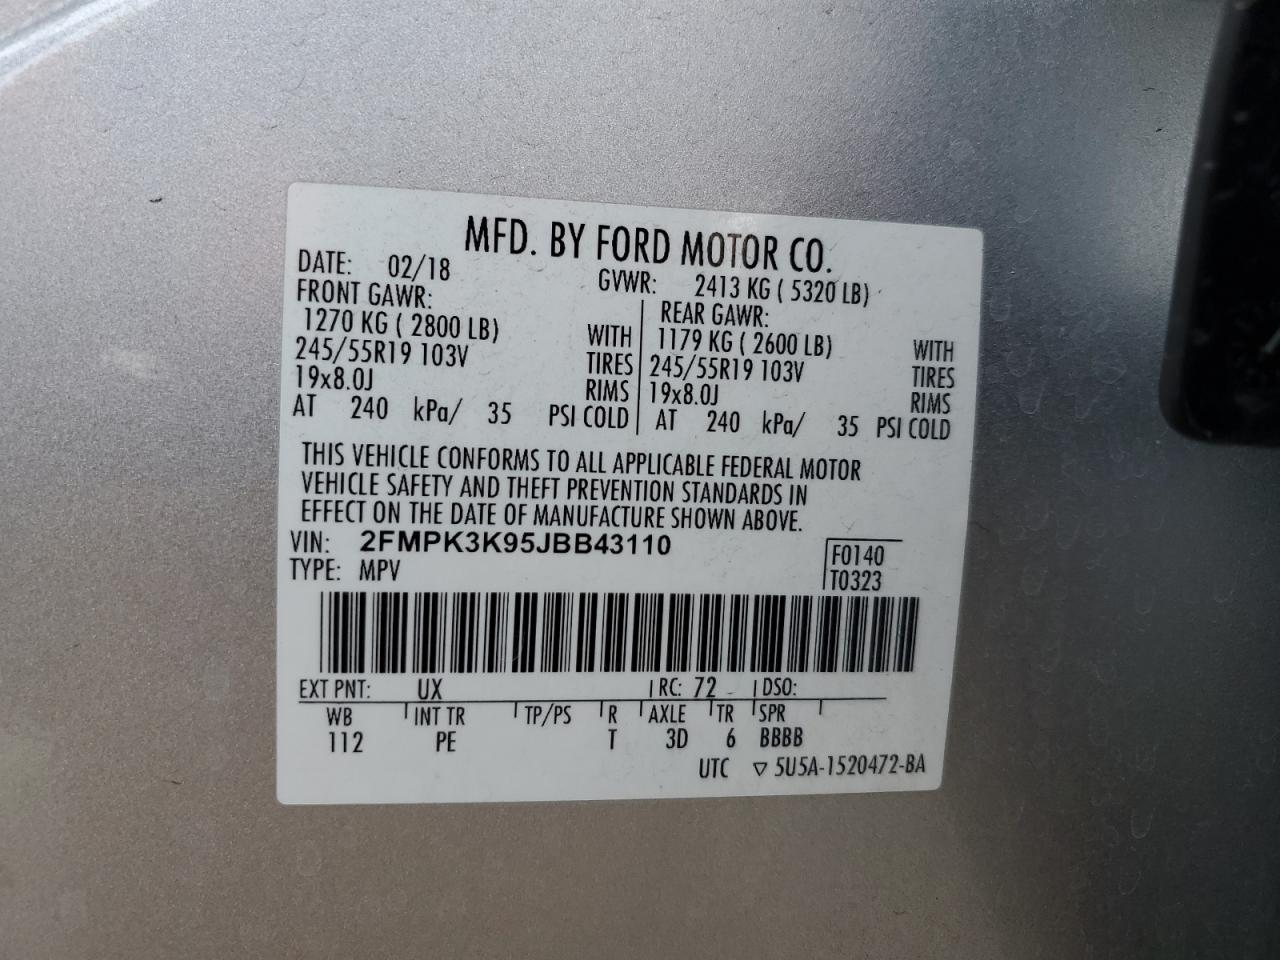 MFD. BY FORD MOTOR CO.
DATE: 02/18 GVWR: 2413 KG ( 5320 LB)
FRONT GAWR: REAR GAWR:
1270 KG ( 2800 LB) WITH 1179 KG ( 2600 LB) WITH
245/55R19 103V TIRES 245/55R19 103V TIRES
19x8.0J RIMS 19x8.0J RIMS
AT 240 kPa/ 35 PSI COLD AT 240 kPa/ 35 PSI COLD
THIS VEHICLE CONFORMS TO ALL APPLICABLE FEDERAL MOTOR
VEHICLE SAFETY AND THEFT PREVENTION STANDARDS IN
EFFECT ON THE DATE OF MANUFACTURE SHOWN ABOVE.
VIN: 2FMPK3K95JBB43110 F0140
TYPE: MPV T0323
EXT PNT: UX RC: 72 DSO:
WB INT TR TP/PS R AXLE TR SPR
112 PE T 3D 6 BBBB
UTC ▽ 5U5A-1520472-BA